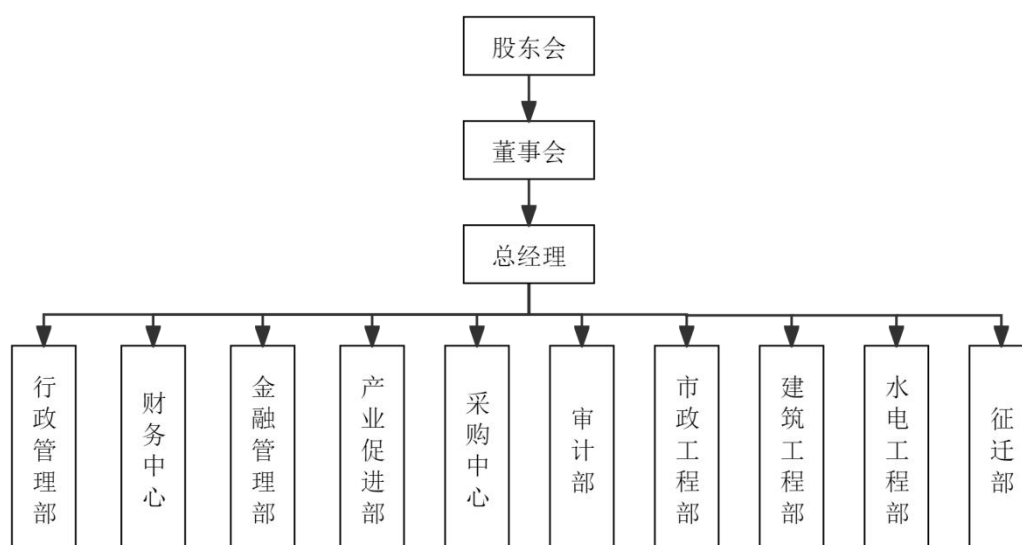 股东会
董事会
总经理
行政管理部
财务中心
金融管理部
产业促进部
采购中心
审计部
市政工程部
建筑工程部
水电工程部
征迁部